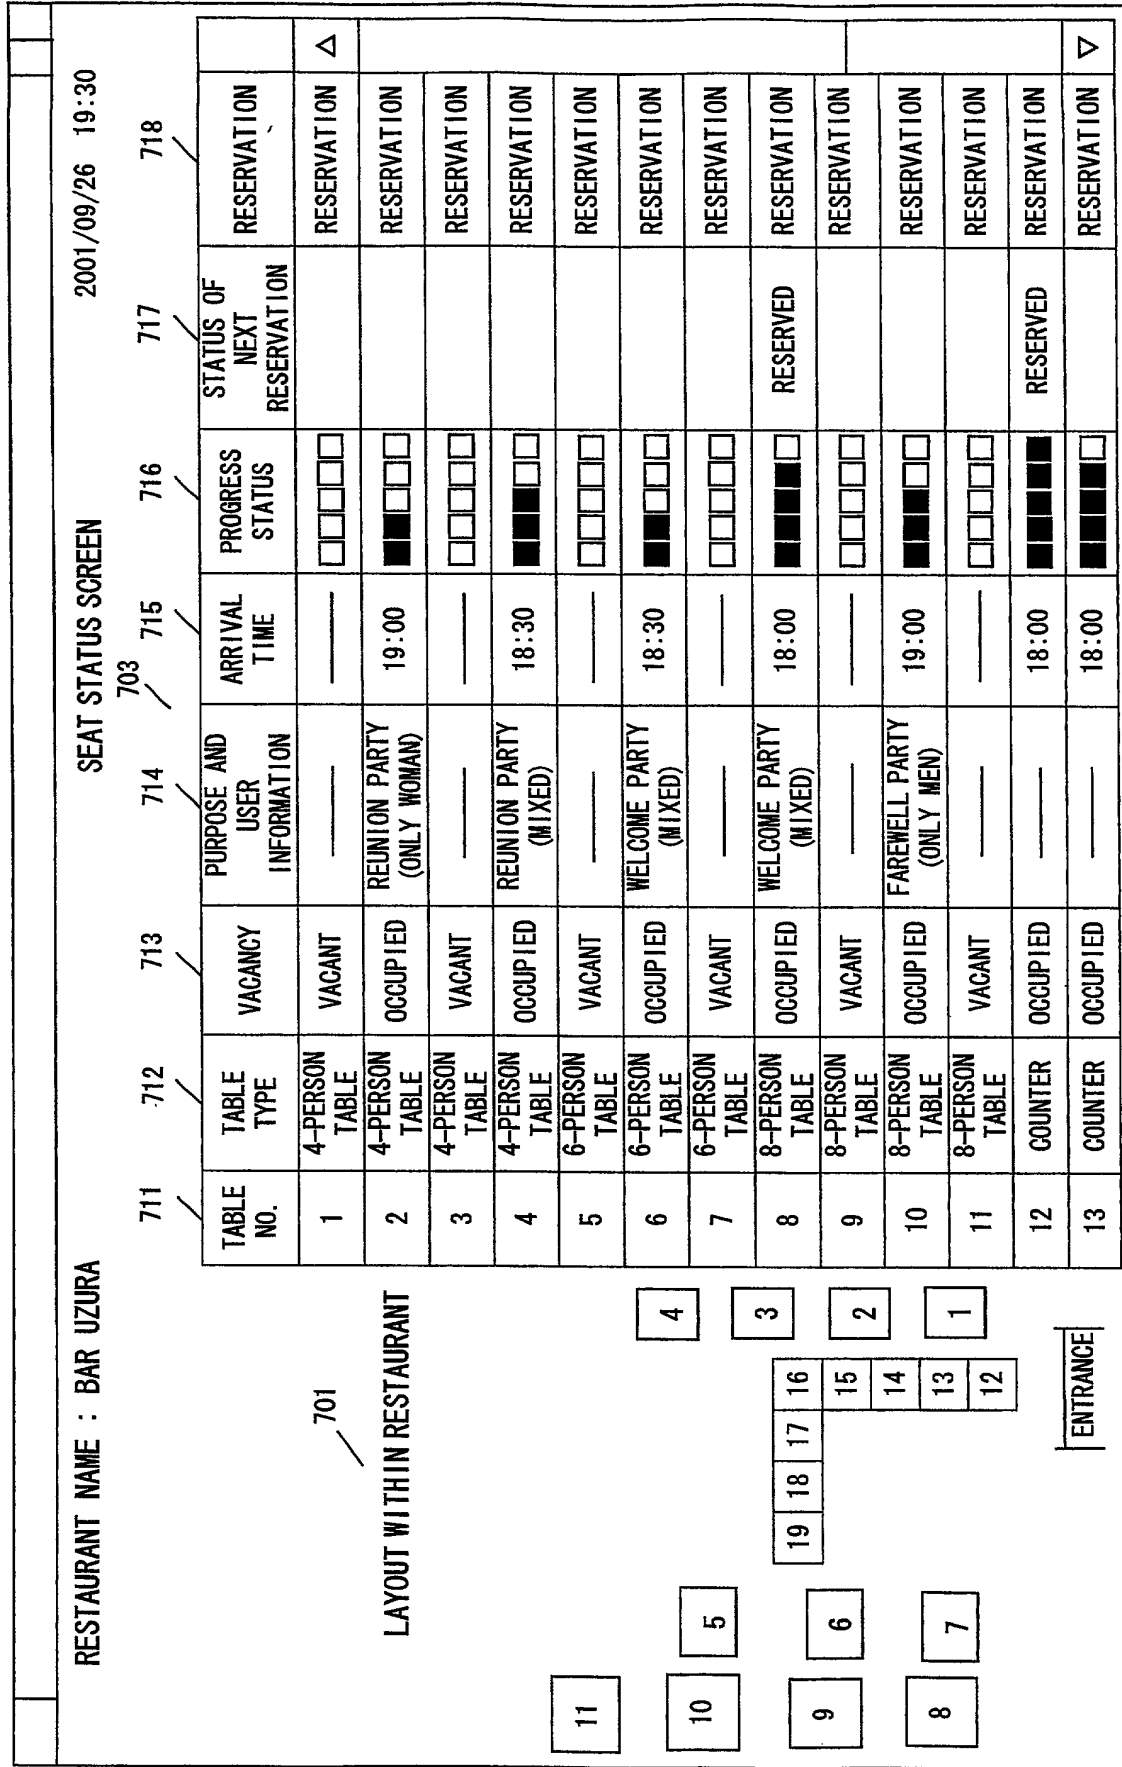 RESTAURANT NAME : BAR UZURA
SEAT STATUS SCREEN
2001/09/26 19:30
701
LAYOUT WITHIN RESTAURANT
11
10
5
4
9
6
19 18 17 16
3
15
2
14
8
7
13
1
12
ENTRANCE
703
711 712 713 714 715 716 717 718
TABLE NO. TABLE TYPE VACANCY PURPOSE AND USER INFORMATION ARRIVAL TIME PROGRESS STATUS STATUS OF NEXT RESERVATION RESERVATION
1 4-PERSON TABLE VACANT RESERVATION
2 4-PERSON TABLE OCCUPIED REUNION PARTY (ONLY WOMAN) 19:00 RESERVATION
3 4-PERSON TABLE VACANT RESERVATION
4 4-PERSON TABLE OCCUPIED REUNION PARTY (MIXED) 18:30 RESERVATION
5 6-PERSON TABLE VACANT RESERVATION
6 6-PERSON TABLE OCCUPIED WELCOME PARTY (MIXED) 18:30 RESERVATION
7 6-PERSON TABLE VACANT RESERVATION
8 8-PERSON TABLE OCCUPIED WELCOME PARTY (MIXED) 18:00 RESERVED RESERVATION
9 8-PERSON TABLE VACANT RESERVATION
10 8-PERSON TABLE OCCUPIED FAREWELL PARTY (ONLY MEN) 19:00 RESERVATION
11 8-PERSON TABLE VACANT RESERVATION
12 COUNTER OCCUPIED 18:00 RESERVED RESERVATION
13 COUNTER OCCUPIED 18:00 RESERVATION